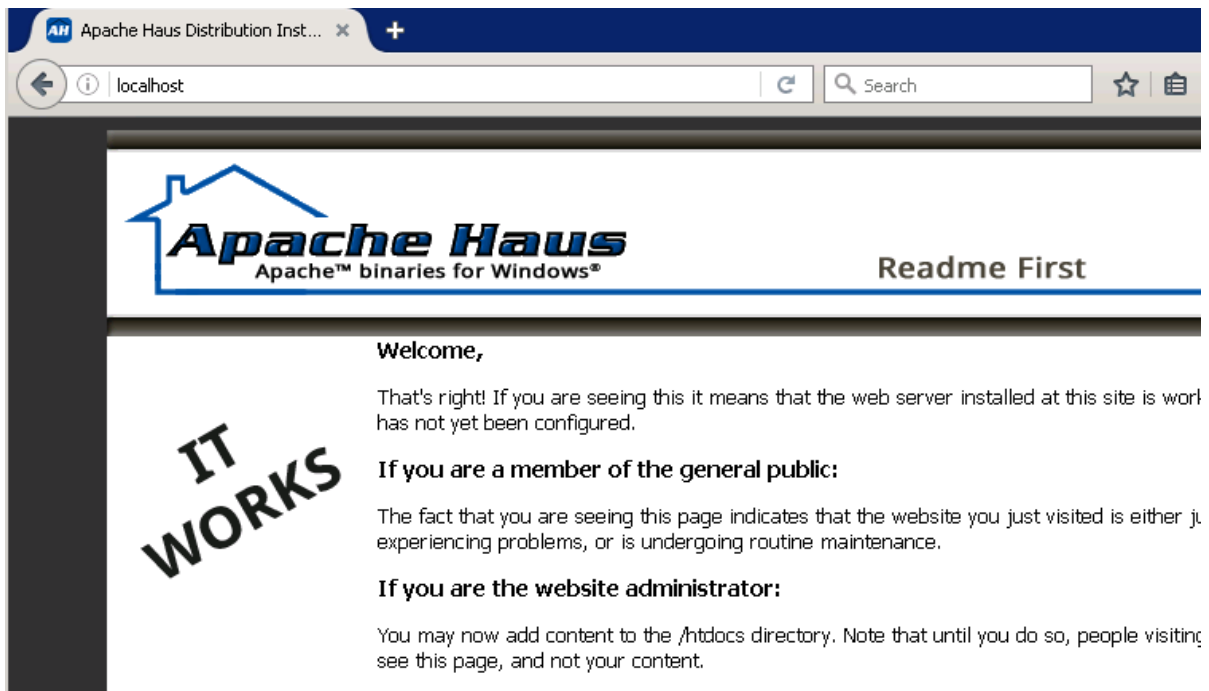 AH Apache Haus Distribution Inst...
localhost
Search
Apache Haus
Apache™ binaries for Windows®
Readme First
IT
WORKS
Welcome,
That's right! If you are seeing this it means that the web server installed at this site is
has not yet been configured.
If you are a member of the general public:
The fact that you are seeing this page indicates that the website you just visited is either
experiencing problems, or is undergoing routine maintenance.
If you are the website administrator:
You may now add content to the /htdocs directory. Note that until you do so, people visiting
see this page, and not your content.